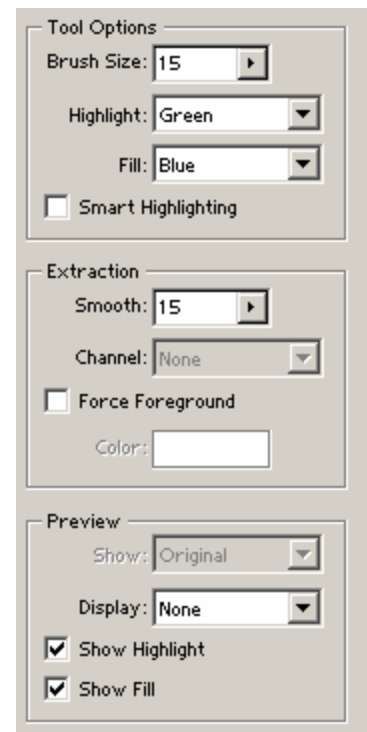 Tool Options
Brush Size: 15
Highlight: Green
Fill: Blue
Smart Highlighting
Extraction
Smooth: 15
Channel: None
Force Foreground
Color:
Preview
Show: Original
Display: None
Show Highlight
Show Fill